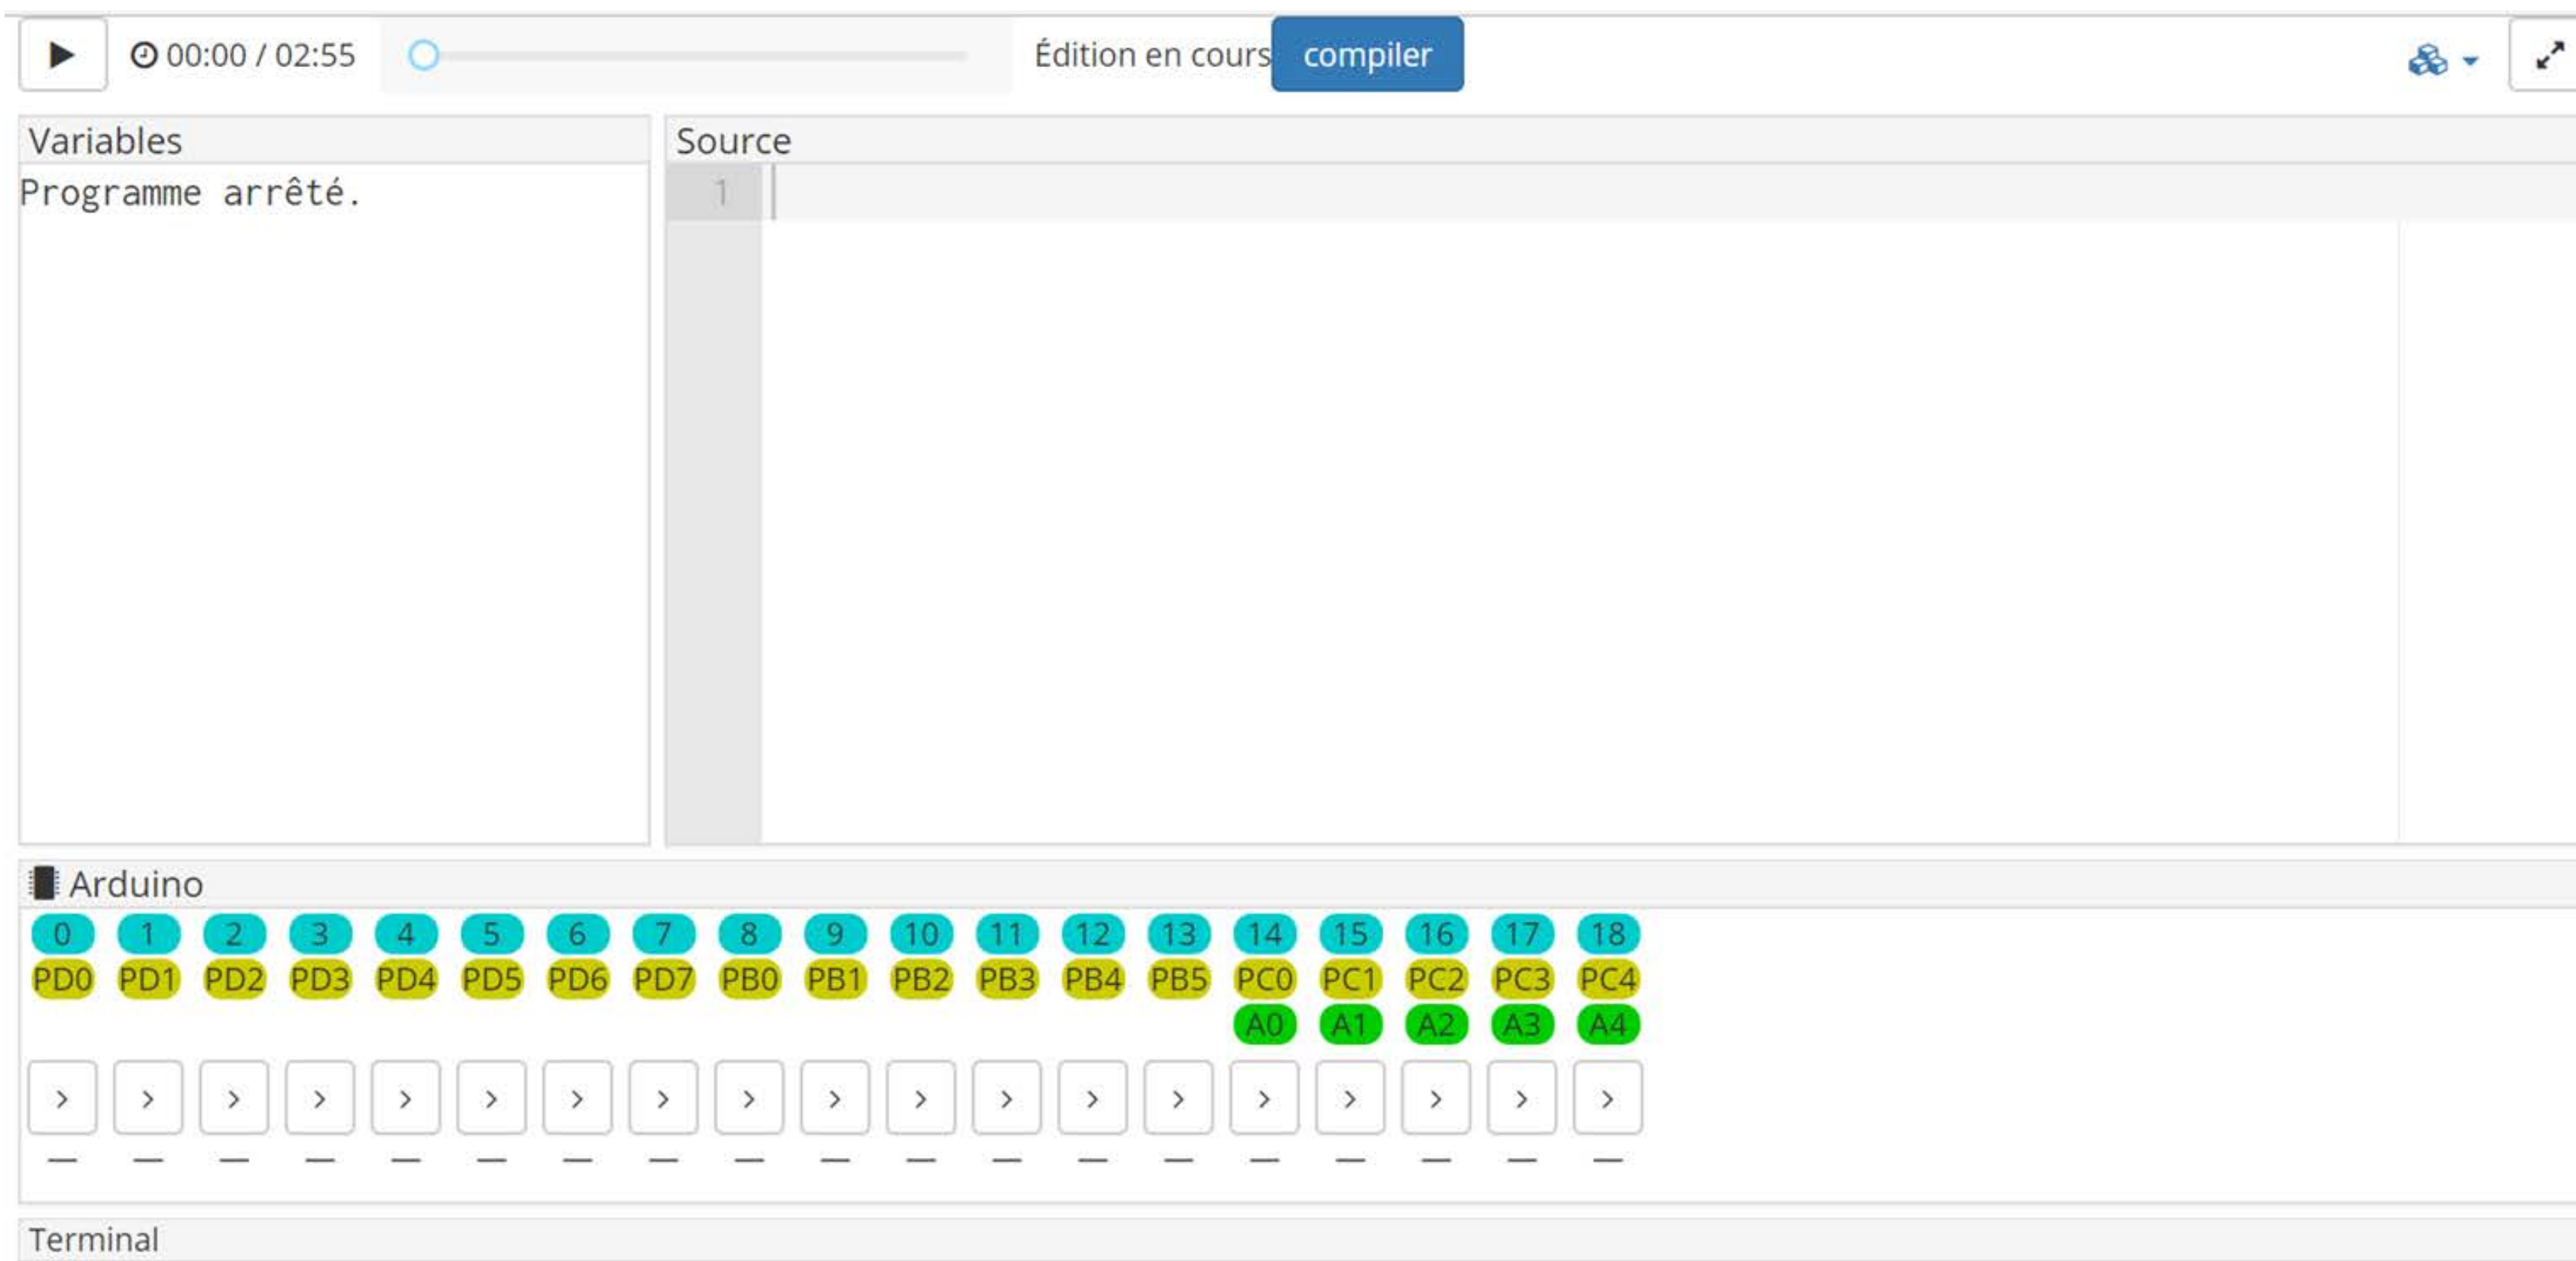 00:00 / 02:55 Édition en cours compiler
Variables
Programme arrêté.
Source
1
Arduino
0 1 2 3 4 5 6 7 8 9 10 11 12 13 14 15 16 17 18
PD0 PD1 PD2 PD3 PD4 PD5 PD6 PD7 PB0 PB1 PB2 PB3 PB4 PB5 PC0 PC1 PC2 PC3 PC4
A0 A1 A2 A3 A4
> > > > > > > > > > > > > > > > > > >
— — — — — — — — — — — — — — — — — — —
Terminal